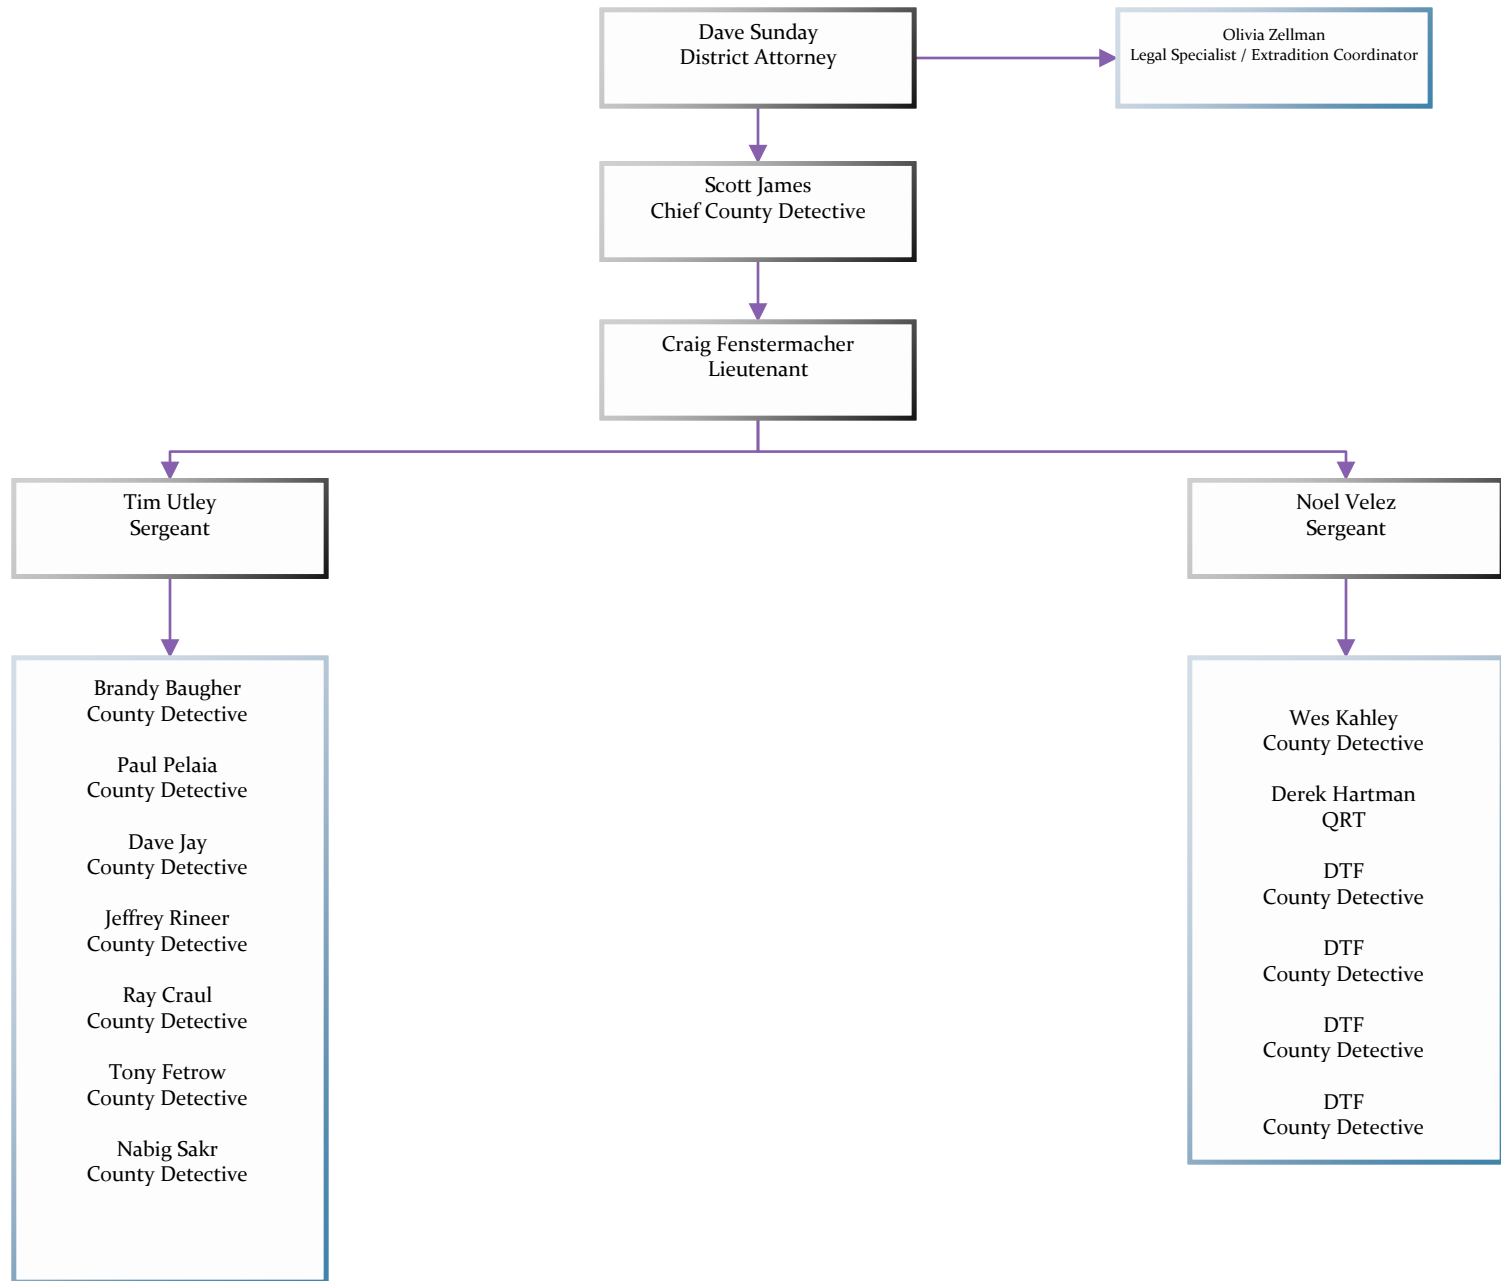 Dave Sunday
District Attorney
Olivia Zellman
Legal Specialist / Extradition Coordinator
Scott James
Chief County Detective
Craig Fenstermacher
Lieutenant
Tim Utley
Sergeant
Noel Velez
Sergeant
Brandy Baugher
County Detective
Paul Pelaia
County Detective
Dave Jay
County Detective
Jeffrey Rineer
County Detective
Ray Craul
County Detective
Tony Fetrow
County Detective
Nabig Sakr
County Detective
Wes Kahley
County Detective
Derek Hartman
QRT
DTF
County Detective
DTF
County Detective
DTF
County Detective
DTF
County Detective